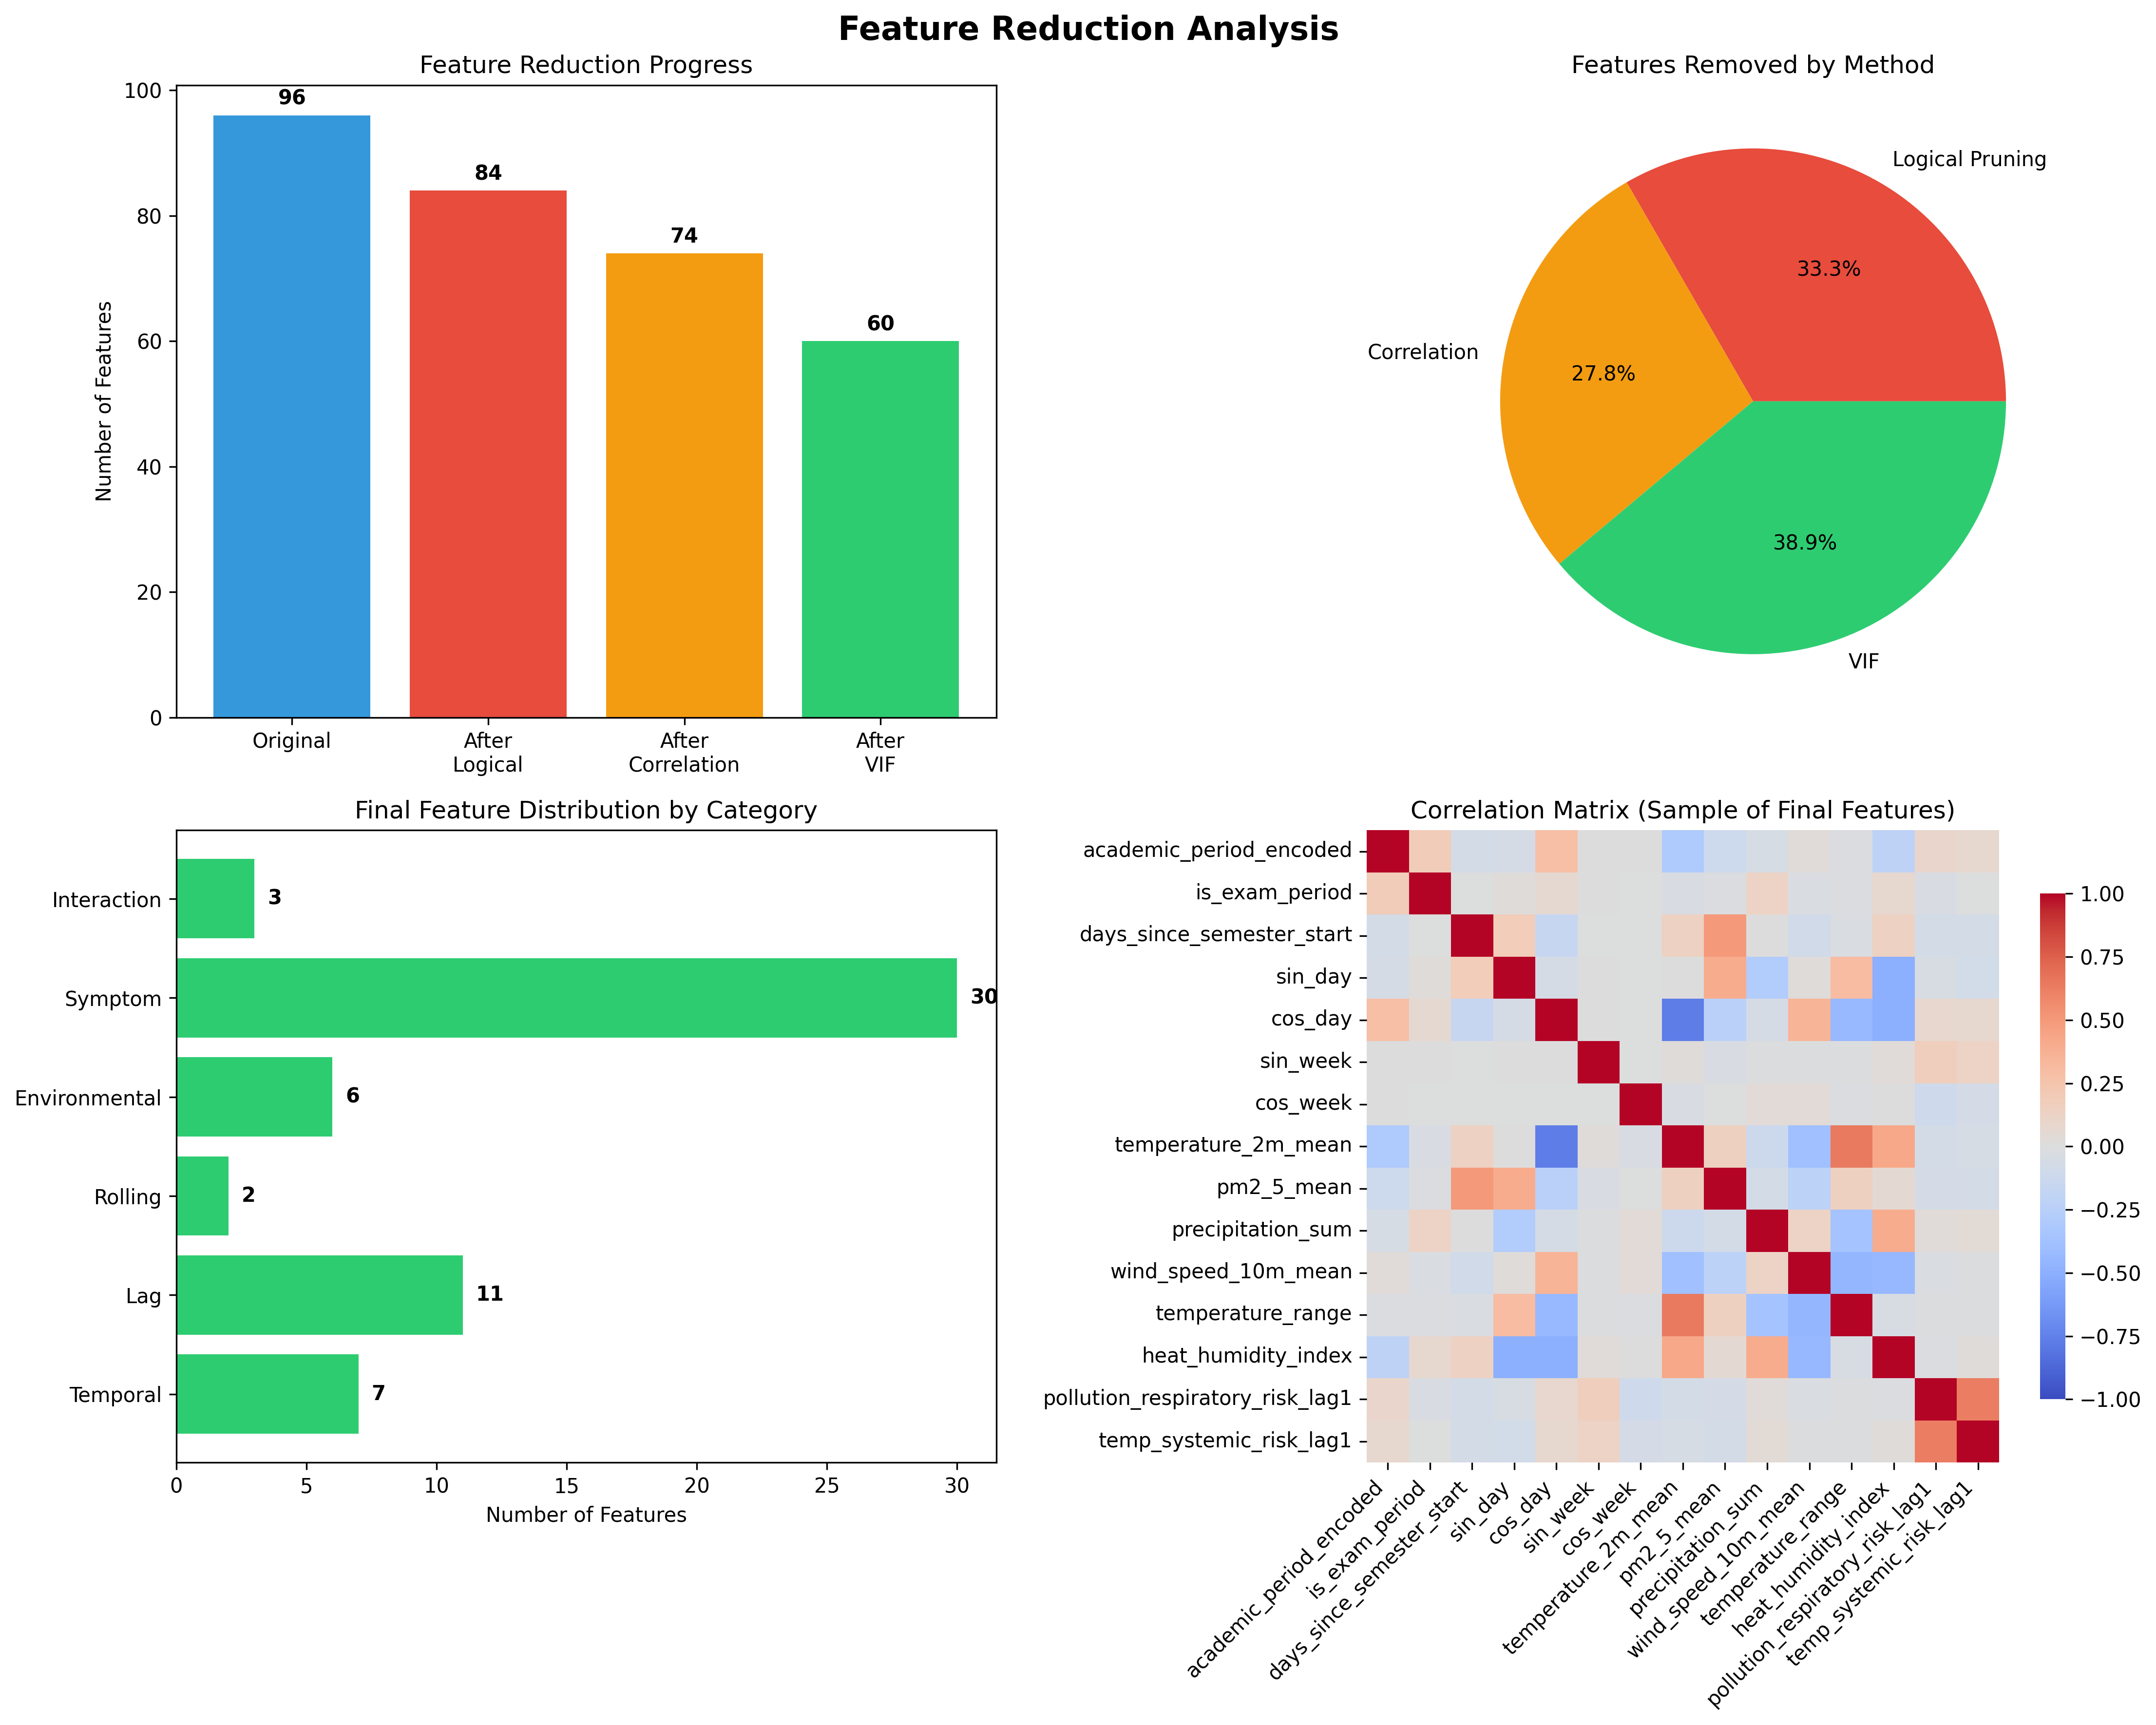 Feature Reduction Analysis
Feature Reduction Progress
Number of Features
100
80
60
40
20
0
96
84
74
60
Original
After
Logical
After
Correlation
After
VIF
Features Removed by Method
Logical Pruning
33.3%
Correlation
27.8%
38.9%
VIF
Final Feature Distribution by Category
Interaction
3
Symptom
30
Environmental
6
Rolling
2
Lag
11
Temporal
7
0
5
10
15
20
25
30
Number of Features
Correlation Matrix (Sample of Final Features)
academic_period_encoded
is_exam_period
days_since_semester_start
sin_day
cos_day
sin_week
cos_week
temperature_2m_mean
pm2_5_mean
precipitation_sum
wind_speed_10m_mean
temperature_range
heat_humidity_index
pollution_respiratory_risk_lag1
temp_systemic_risk_lag1
academic_period_encoded
is_exam_period
days_since_semester_start
sin_day
cos_day
sin_week
cos_week
temperature_2m_mean
pm2_5_mean
precipitation_sum
wind_speed_10m_mean
temperature_range
heat_humidity_index
pollution_respiratory_risk_lag1
temp_systemic_risk_lag1
1.00
0.75
0.50
0.25
0.00
−0.25
−0.50
−0.75
−1.00